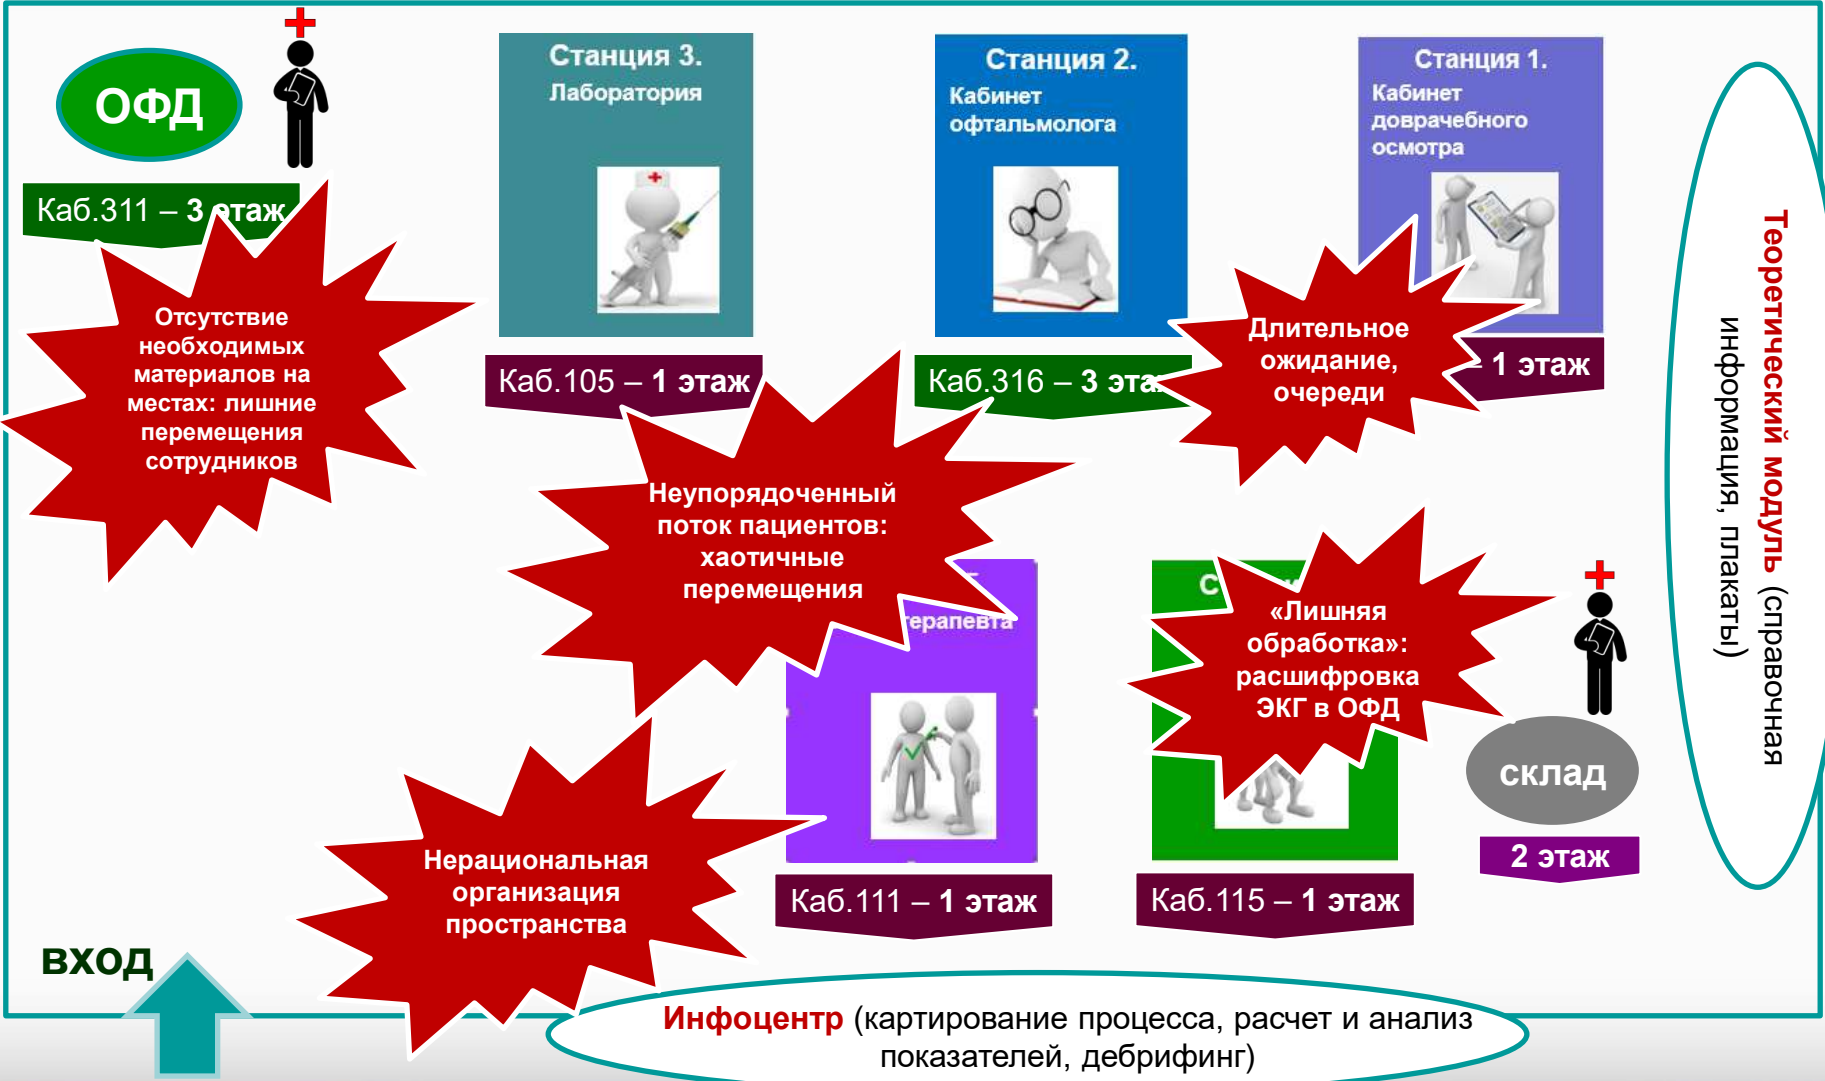 ОФД
Каб.311 – 3 этаж
Станция 3.
Лаборатория
Каб.105 – 1 этаж
Станция 2.
Кабинет
офтальмолога
Каб.316 – 3
Станция 1.
Кабинет
доврачебного
осмотра
1 этаж
Отсутствие
необходимых
материалов на
местах: лишние
перемещения
сотрудников
Неупорядоченный
поток пациентов:
хаотичные
перемещения
Длительное
ожидание,
очереди
«Лишняя
обработка»:
расшифровка
ЭКГ в ОФД
Нерациональная
организация
пространства
Каб.111 – 1 этаж
Каб.115 – 1 этаж
склад
2 этаж
Теоретический модуль (справочная
информация, плакаты)
вход
Инфоцентр (картирование процесса, расчет и анализ
показателей, дебрифинг)